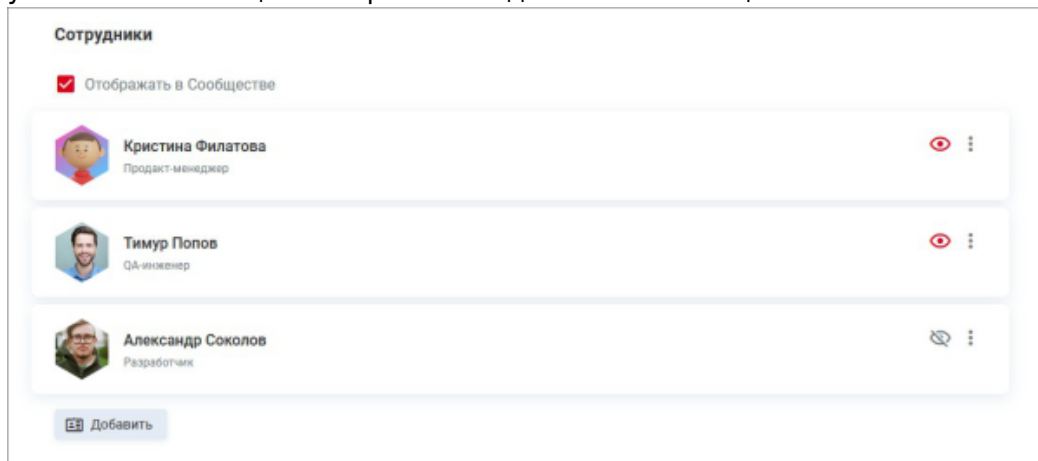 Сотрудники
Отображать в Сообществе
Кристина Филатова
Продакт-менеджер
Тимур Попов
QA-инженер
Александр Соколов
Разработчик
Добавить